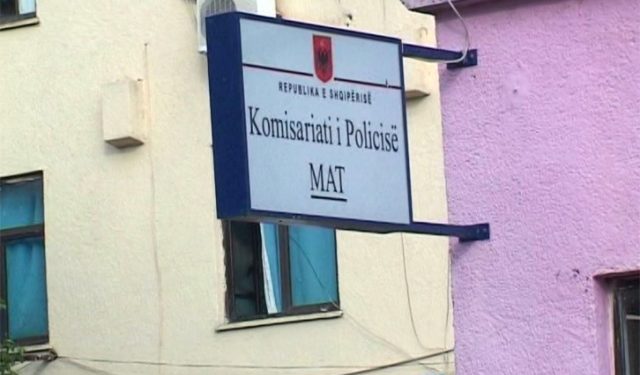 REPUBLIKA E SHQIPËRISË
Komisariati i Policisë
MAT